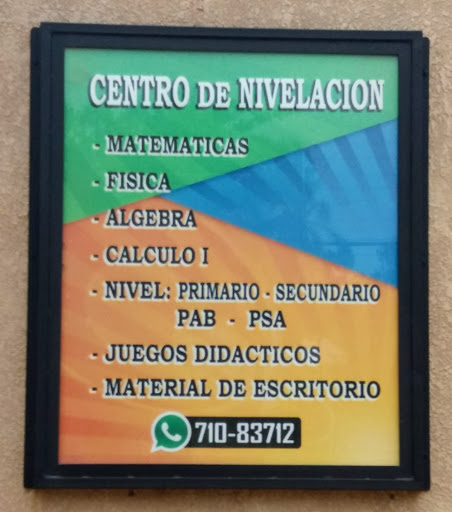 CENTRO DE NIVELACION
- MATEMATICAS
- FISICA
- ALGEBRA
- CALCULO I
- NIVEL: PRIMARIO - SECUNDARIO
PAB - PSA
- JUEGOS DIDACTICOS
- MATERIAL DE ESCRITORIO
710-83712